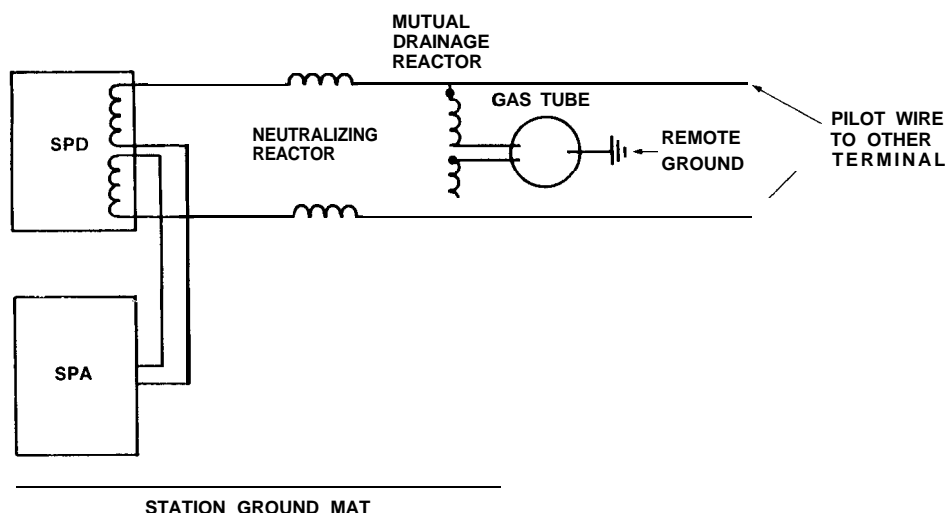 MUTUAL
DRAINAGE
REACTOR
GAS TUBE
SPD
NEUTRALIZING
REACTOR
REMOTE
GROUND
PILOT WIRE
TO OTHER
TERMINAL
SPA
STATION GROUND MAT